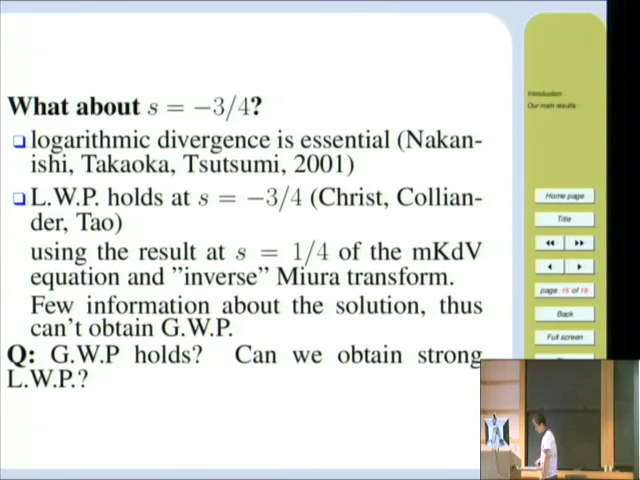 What about s = −3/4?
❑ logarithmic divergence is essential (Nakan-
ishi, Takaoka, Tsutsumi, 2001)
❑ L.W.P. holds at s = −3/4 (Christ, Collian-
der, Tao)
using the result at s = 1/4 of the mKdV
equation and ”inverse” Miura transform.
Few information about the solution, thus
can’t obtain G.W.P.
Q: G.W.P holds? Can we obtain strong
L.W.P.?
Introduction
Our main results
Home page
Title
page 15 of 19
Back
Full screen